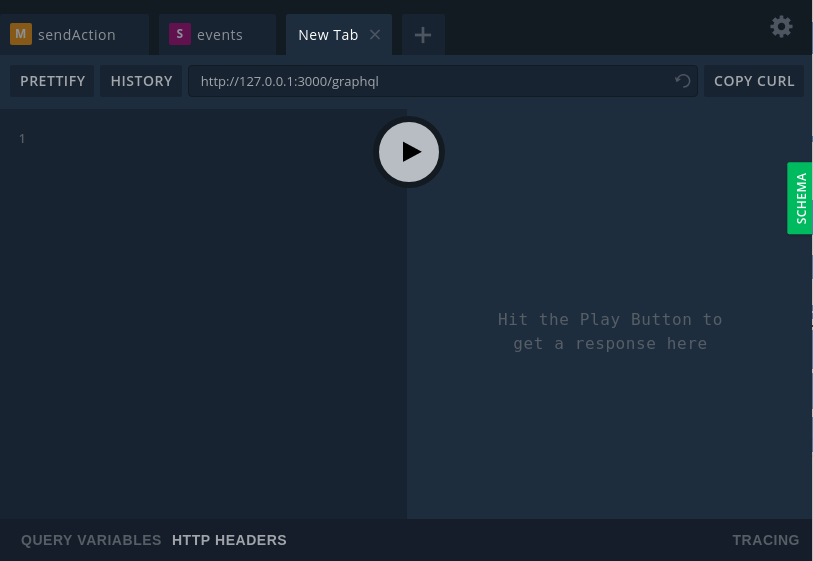 M sendAction S events New Tab
PRETTIFY HISTORY http://127.0.0.1:3000/graphql COPY CURL
1
SCHEMA
Hit the Play Button to
get a response here
QUERY VARIABLES HTTP HEADERS TRACING